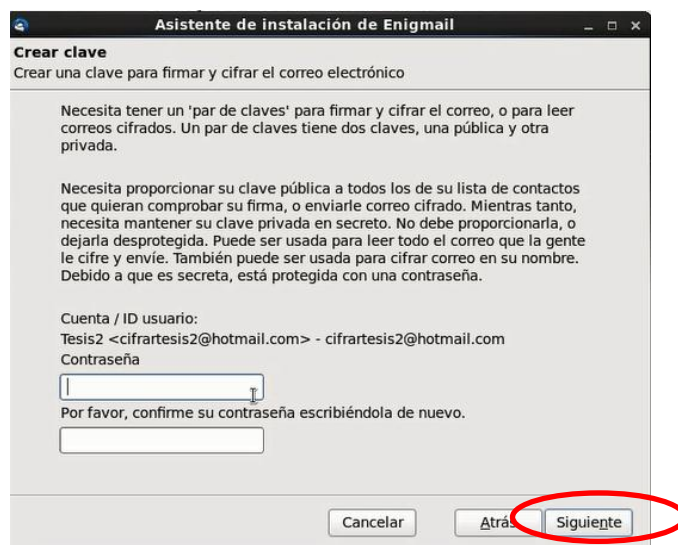 Asistente de instalación de Enigmail
Crear clave
Crear una clave para firmar y cifrar el correo electrónico
Necesita tener un 'par de claves' para firmar y cifrar el correo, o para leer
correos cifrados. Un par de claves tiene dos claves, una pública y otra
privada.
Necesita proporcionar su clave pública a todos los de su lista de contactos
que quieran comprobar su firma, o enviarle correo cifrado. Mientras tanto,
necesita mantener su clave privada en secreto. No debe proporcionarla, o
dejarla desprotegida. Puede ser usada para leer todo el correo que la gente
le cifre y envíe. También puede ser usada para cifrar correo en su nombre.
Debido a que es secreta, está protegida con una contraseña.
Cuenta / ID usuario:
Tesis2 <cifrartesis2@hotmail.com> - cifrartesis2@hotmail.com
Contraseña
Por favor, confirme su contraseña escribiéndola de nuevo.
Cancelar Atrás Siguiente